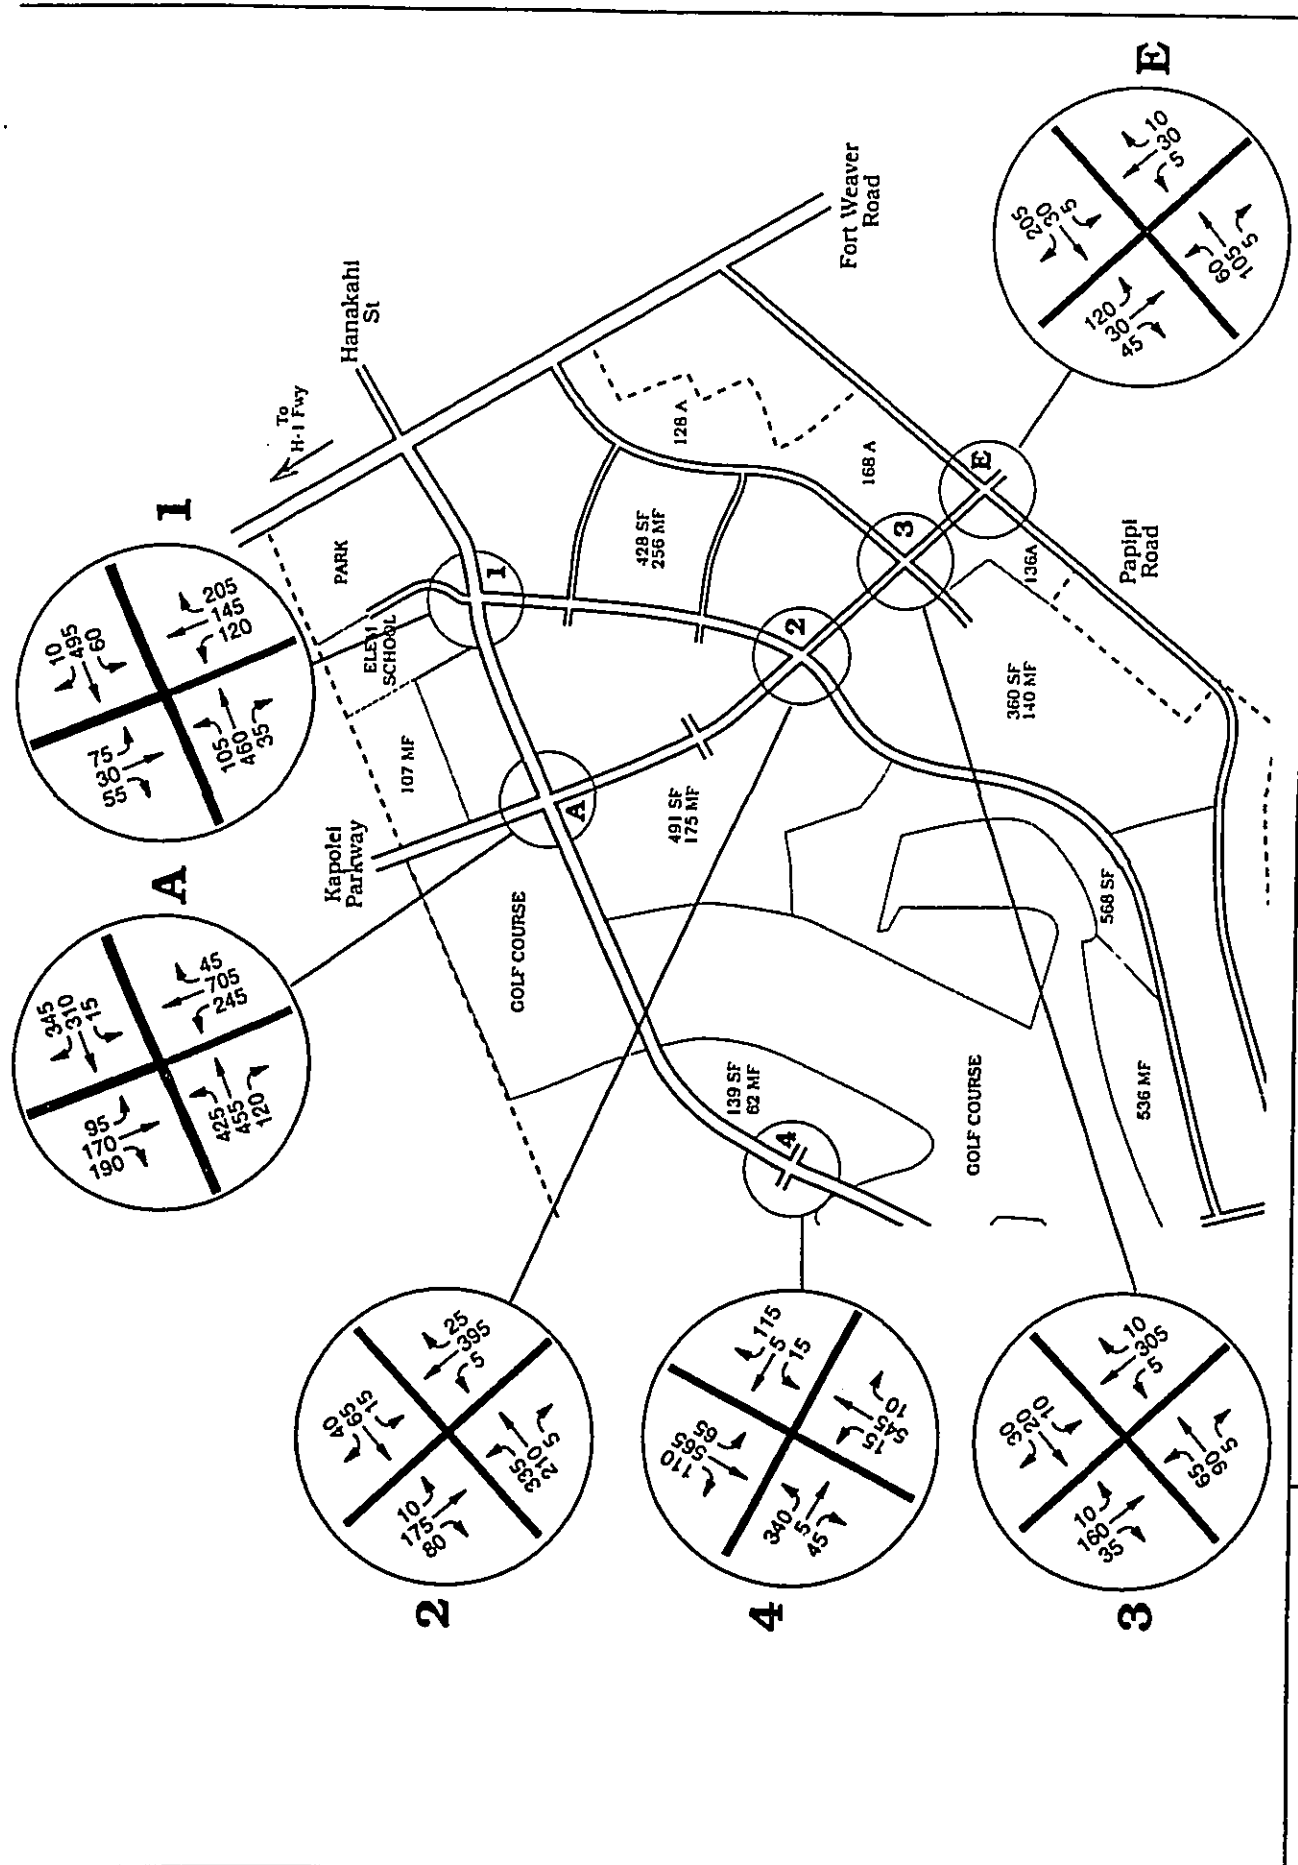 1
10
495
60
75
30
55
205
145
120
105
460
35
A
345
310
15
95
170
190
45
705
245
425
455
120
E
205
30
5
120
30
45
10
30
5
60
105
5
2
40
65
15
10
175
80
25
395
5
335
210
5
4
110
565
65
115
5
15
340
5
45
15
545
10
3
30
20
10
10
160
35
10
305
5
65
90
5
To
H-1 Fwy
Hanakahi
St
Fort Weaver
Road
Kapolei
Parkway
Papipi
Road
PARK
ELEM
SCHOOL
107 MF
GOLF COURSE
128 A
168 A
428 SF
256 MF
136A
491 SF
175 MF
360 SF
140 MF
568 SF
139 SF
62 MF
GOLF COURSE
536 MF
1
A
2
3
E
4